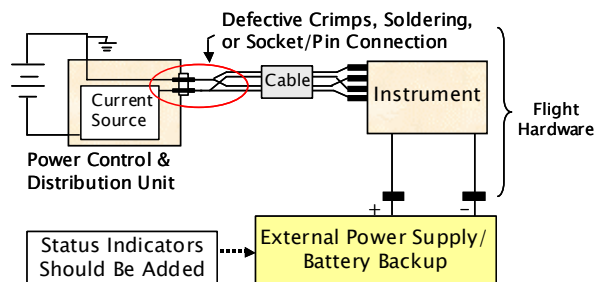 Defective Crimps, Soldering,
or Socket/Pin Connection
Current
Source
Cable
Instrument
Flight
Hardware
Power Control &
Distribution Unit
+
–
Status Indicators
Should Be Added
External Power Supply/
Battery Backup